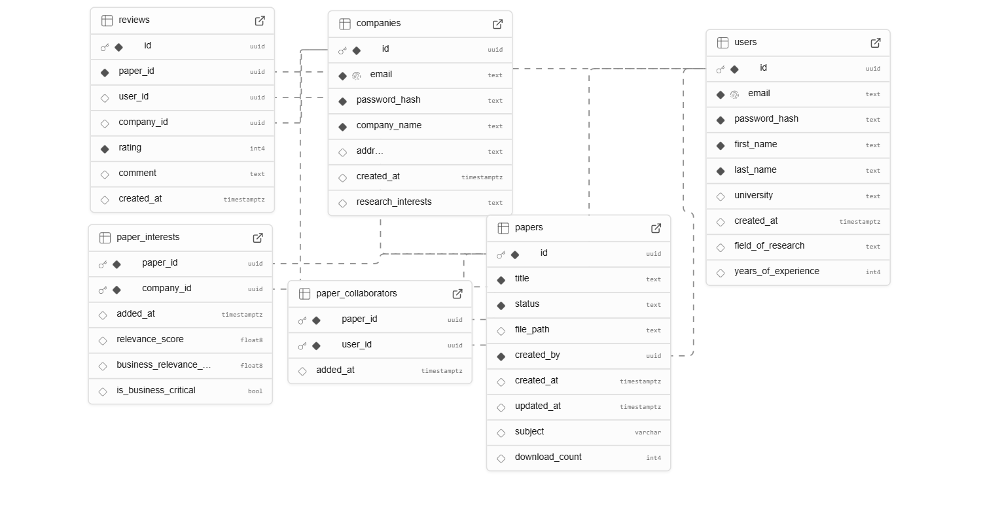 reviews
id uuid
paper_id uuid
user_id uuid
company_id uuid
rating int4
comment text
created_at timestamptz
companies
id uuid
email text
password_hash text
company_name text
addr... text
created_at timestamptz
research_interests text
users
id uuid
email text
password_hash text
first_name text
last_name text
university text
created_at timestamptz
field_of_research text
years_of_experience int4
paper_interests
paper_id uuid
company_id uuid
added_at timestamptz
relevance_score float8
business_relevance_... float8
is_business_critical bool
paper_collaborators
paper_id uuid
user_id uuid
added_at timestamptz
papers
id uuid
title text
status text
file_path text
created_by uuid
created_at timestamptz
updated_at timestamptz
subject varchar
download_count int4